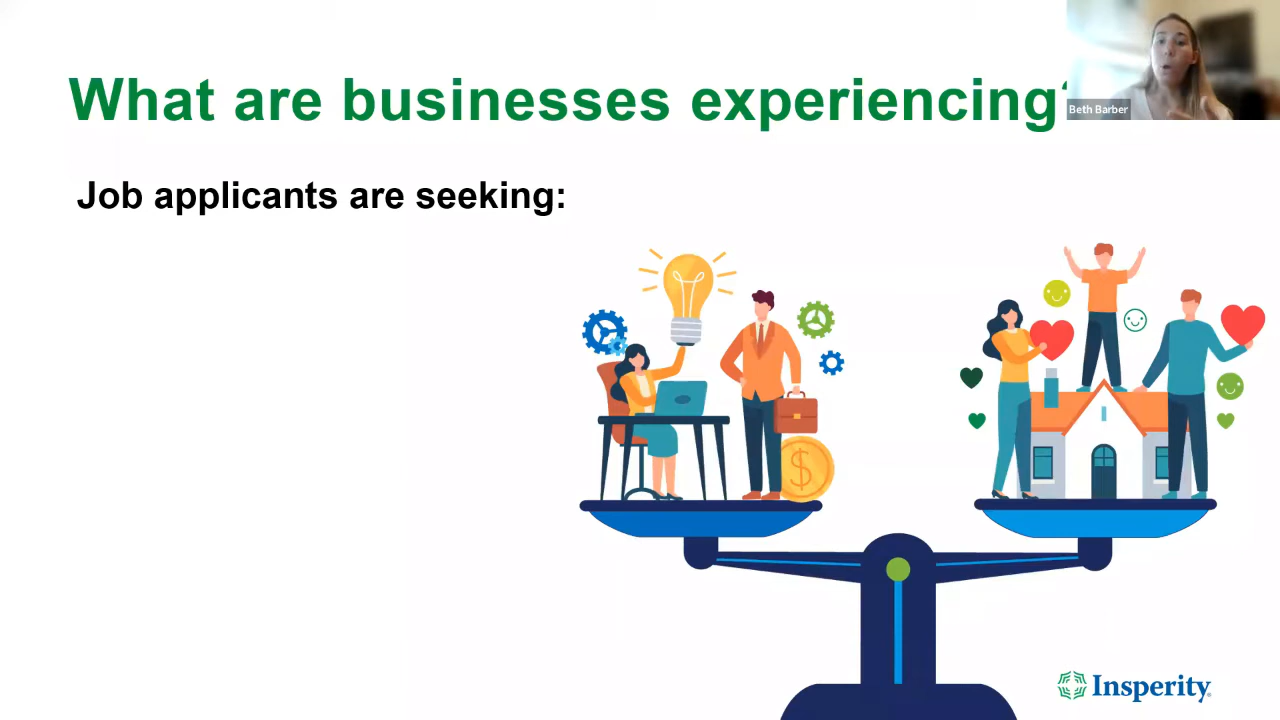 What are businesses experiencing?
Beth Barber
Job applicants are seeking:
$
Insperity